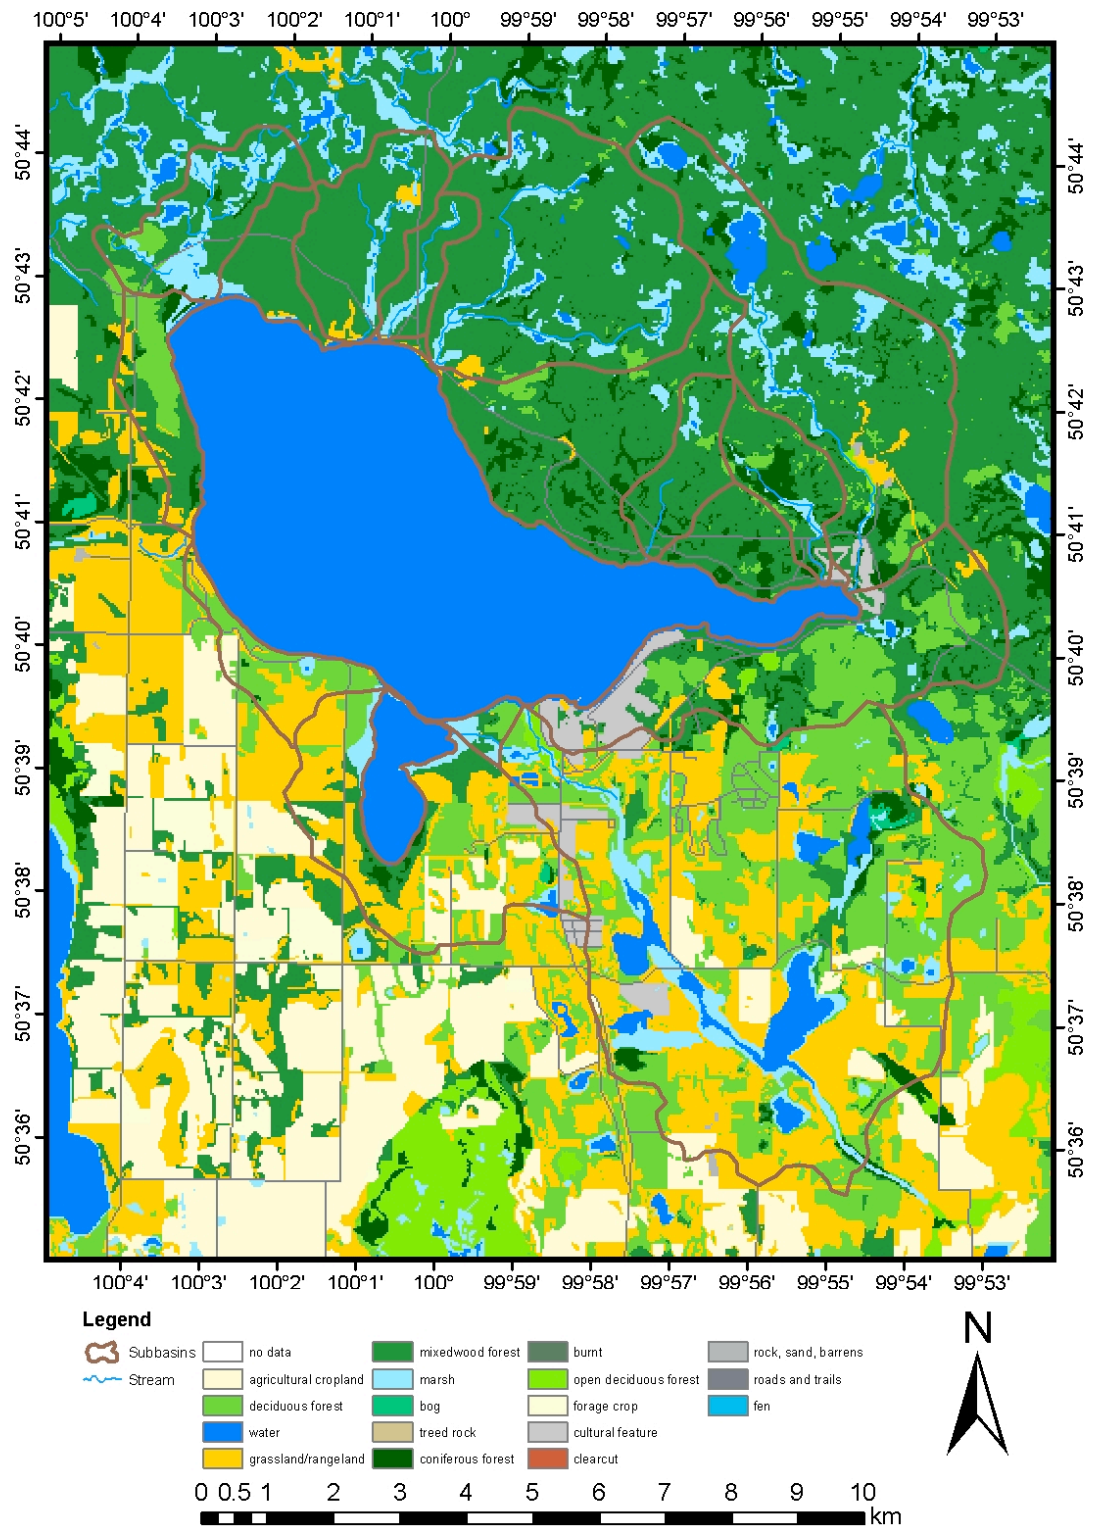 100°5' 100°4' 100°3' 100°2' 100°1' 100° 99°59' 99°58' 99°57' 99°56' 99°55' 99°54' 99°53'
50°44' 50°44'
50°43' 50°43'
50°42' 50°42'
50°41' 50°41'
50°40' 50°40'
50°39' 50°39'
50°38' 50°38'
50°37' 50°37'
50°36' 50°36'
100°4' 100°3' 100°2' 100°1' 100° 99°59' 99°58' 99°57' 99°56' 99°55' 99°54' 99°53'
Legend
N
Subbasins no data mixedwood forest burnt rock, sand, barrens
Stream agricultural cropland marsh open deciduous forest roads and trails
deciduous forest bog forage crop fen
water treed rock cultural feature
grassland/rangeland coniferous forest clearcut
0 0.5 1 2 3 4 5 6 7 8 9 10
km